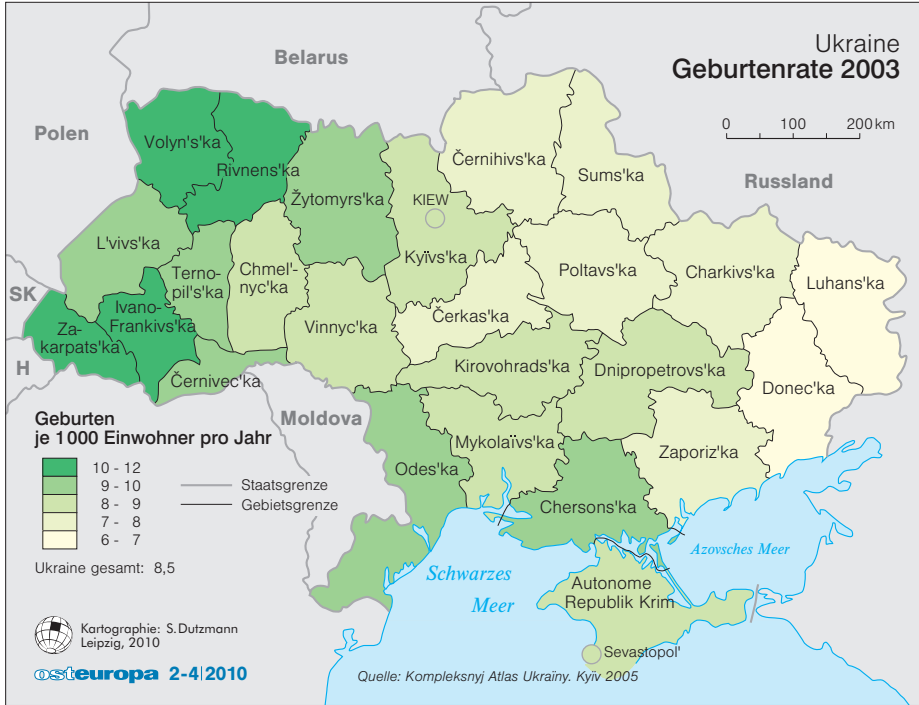 Ukraine
Geburtenrate 2003
0 100 200 km
Belarus
Polen
Russland
SK
H
Moldova
Volyn's'ka
Rivnens'ka
Žytomyrs'ka
KIEW
Kyïvs'ka
Černihivs'ka
Sums'ka
L'vivs'ka
Terno-
pil's'ka
Chmel'-
nyc'ka
Vinnyc'ka
Čerkas'ka
Poltavs'ka
Charkivs'ka
Luhans'ka
Ivano-
Frankivs'ka
Za-
karpats'ka
Černivec'ka
Kirovohrads'ka
Dnipropetrovs'ka
Donec'ka
Odes'ka
Mykolaïvs'ka
Chersons'ka
Zaporiz'ka
Autonome
Republik Krim
Sevastopol'
Schwarzes
Meer
Azovsches Meer
Geburten
je 1000 Einwohner pro Jahr
10 - 12
9 - 10
8 - 9
7 - 8
6 - 7
Staatsgrenze
Gebietsgrenze
Ukraine gesamt: 8,5
Kartographie: S.Dutzmann
Leipzig, 2010
osteuropa 2-4|2010
Quelle: Kompleksnyj Atlas Ukraïny. Kyïv 2005